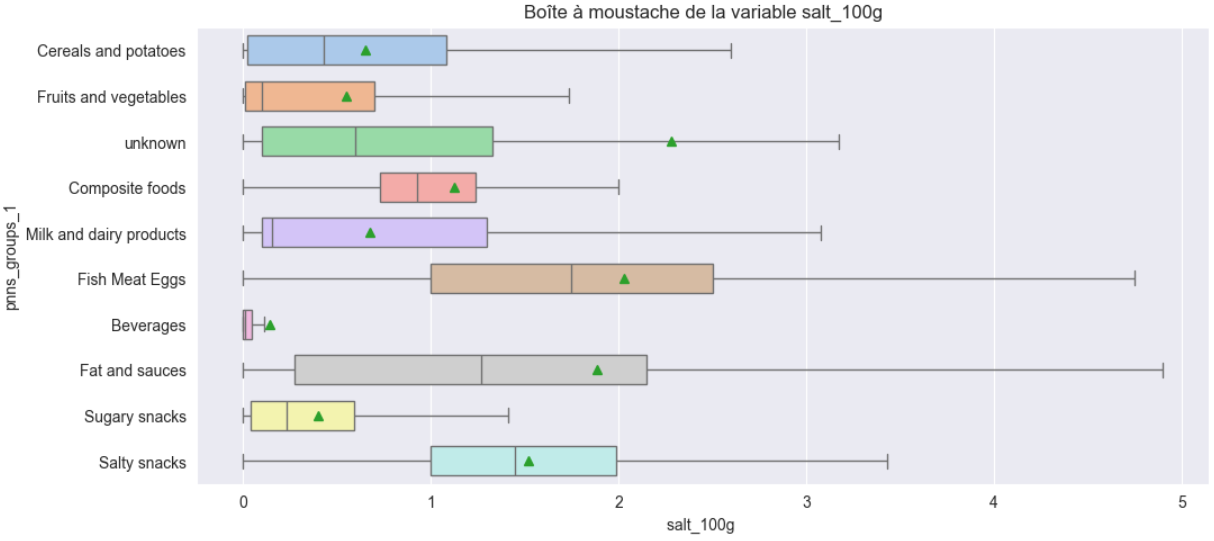 Boîte à moustache de la variable salt_100g
pnns_groups_1
Cereals and potatoes
Fruits and vegetables
unknown
Composite foods
Milk and dairy products
Fish Meat Eggs
Beverages
Fat and sauces
Sugary snacks
Salty snacks
0 1 2 3 4 5
salt_100g